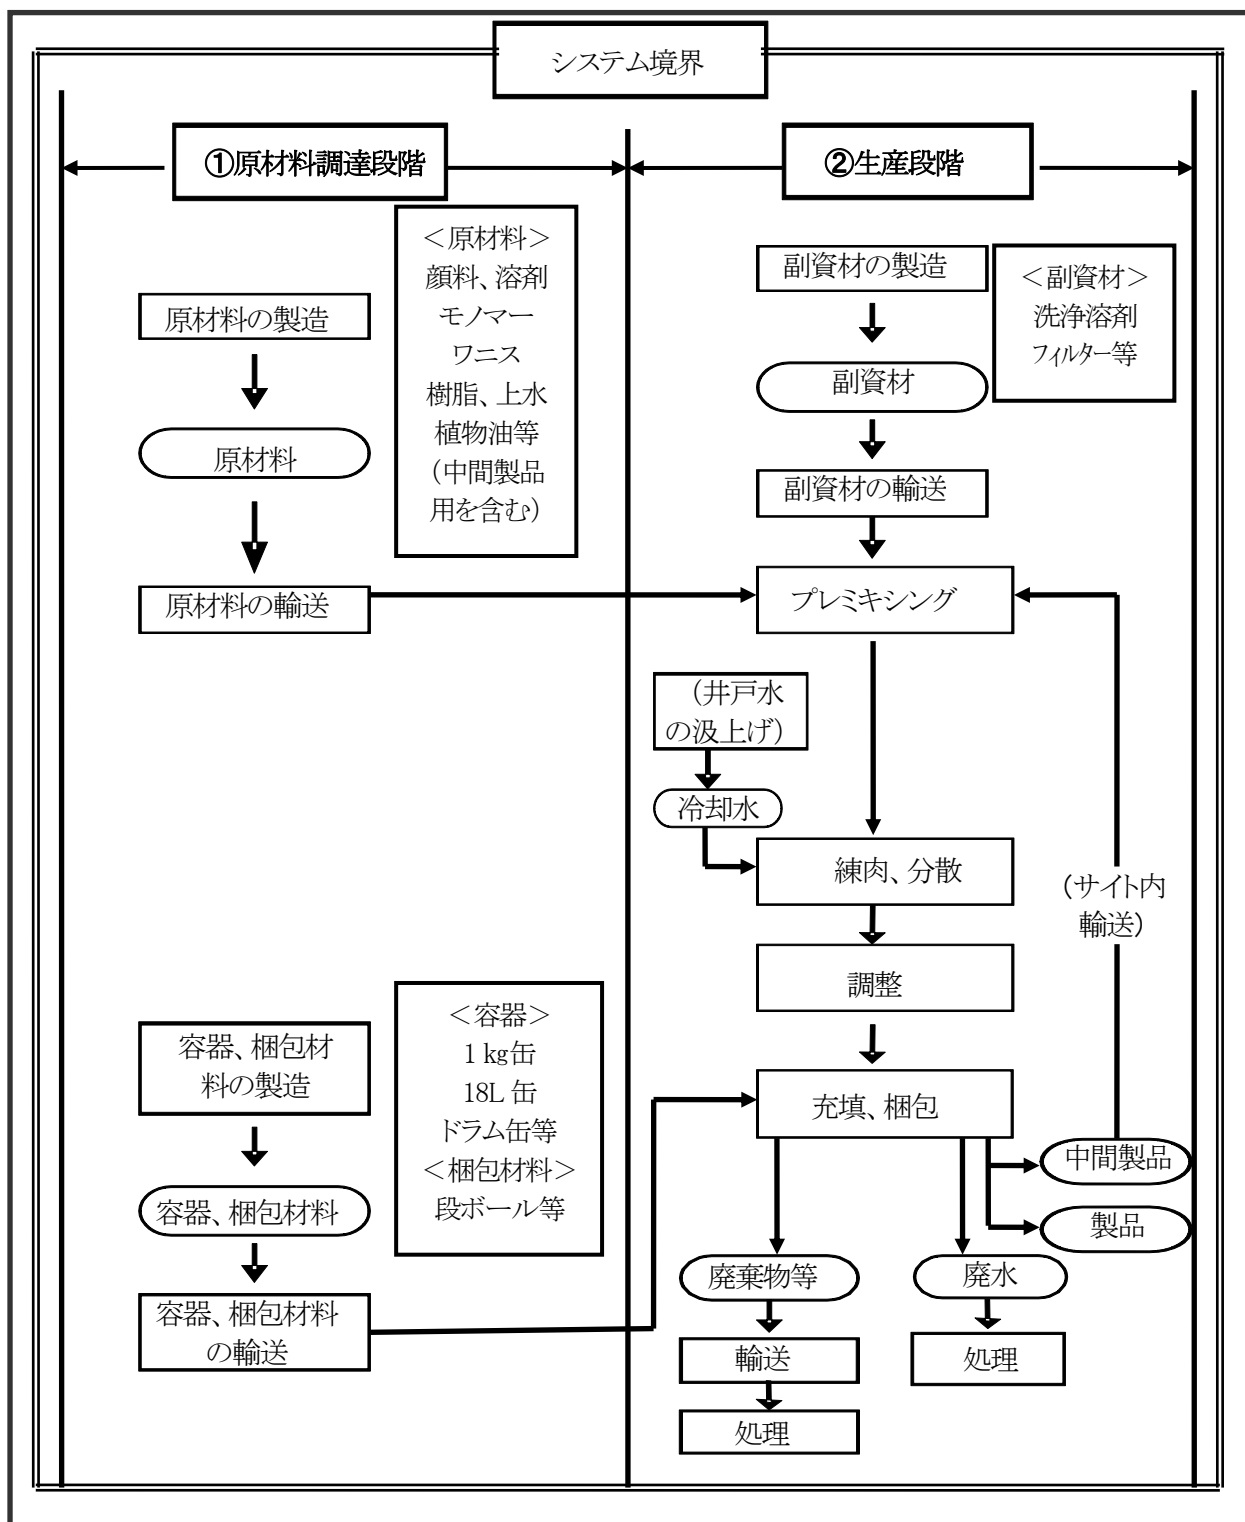 システム境界
①原材料調達段階
②生産段階
＜原材料＞
顔料、溶剤
モノマー
ワニス
樹脂、上水
植物油等
（中間製品
用を含む）
原材料の製造
原材料
原材料の輸送
副資材の製造
＜副資材＞
洗浄溶剤
フィルター等
副資材
副資材の輸送
プレミキシング
（井戸水
の汲上げ）
冷却水
練肉、分散
（サイト内
輸送）
調整
＜容器＞
1 kg缶
18L 缶
ドラム缶等
＜梱包材料＞
段ボール等
容器、梱包材
料の製造
容器、梱包材料
容器、梱包材料
の輸送
充填、梱包
中間製品
製品
廃棄物等
廃水
輸送
処理
処理